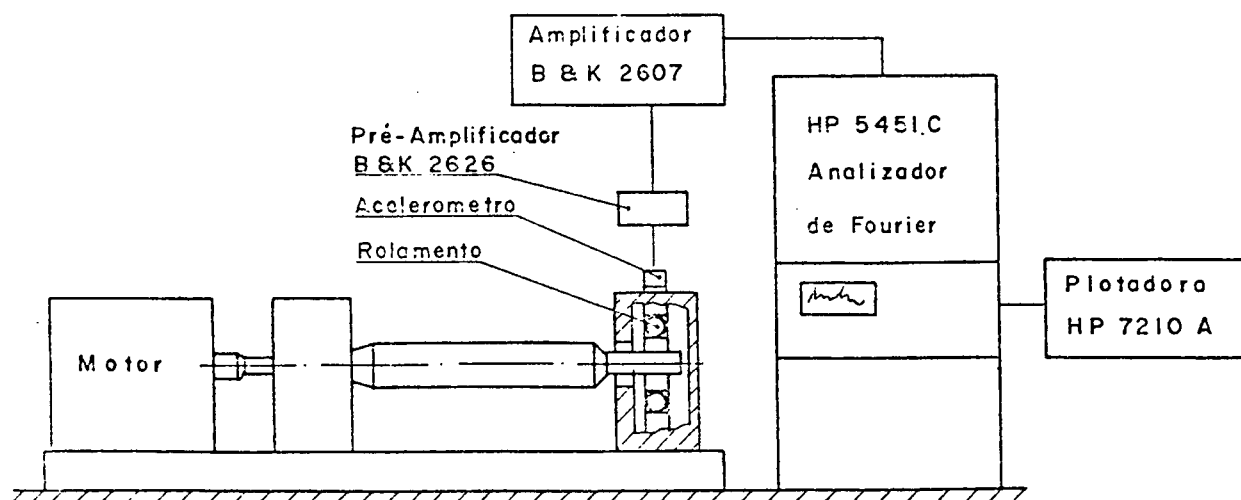 Amplificador
B & K 2607
Pré-Amplificador
B & K 2626
Acelerometro
Rolamento
Motor
HP 5451.C
Analizador
de Fourier
Plotadora
HP 7210 A